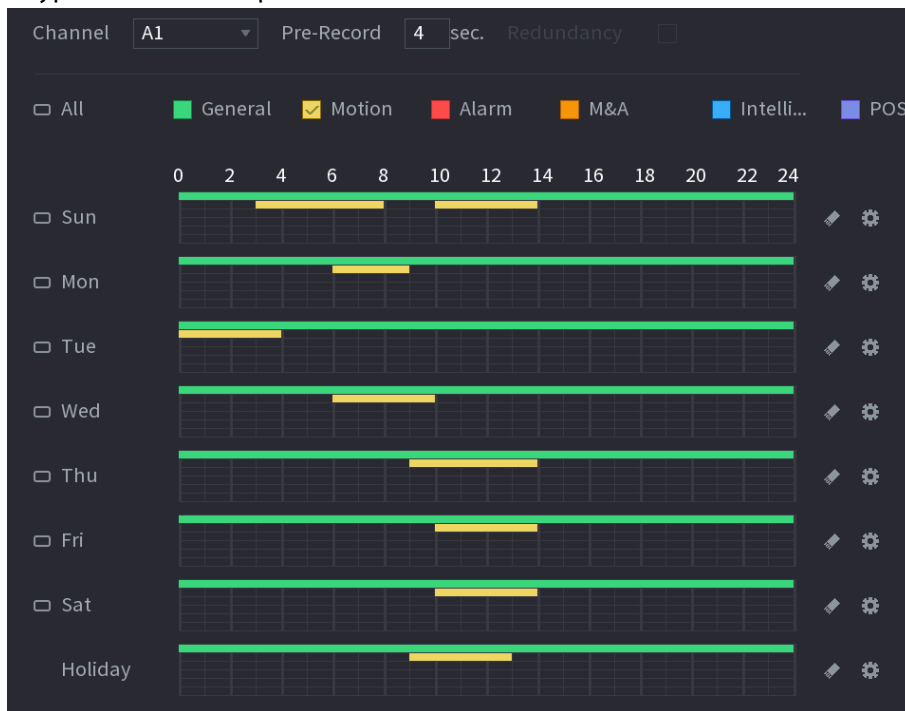 Channel A1 Pre-Record 4 sec. Redundancy
All General Motion Alarm M&A Intelli... POS
0 2 4 6 8 10 12 14 16 18 20 22 24
Sun
Mon
Tue
Wed
Thu
Fri
Sat
Holiday